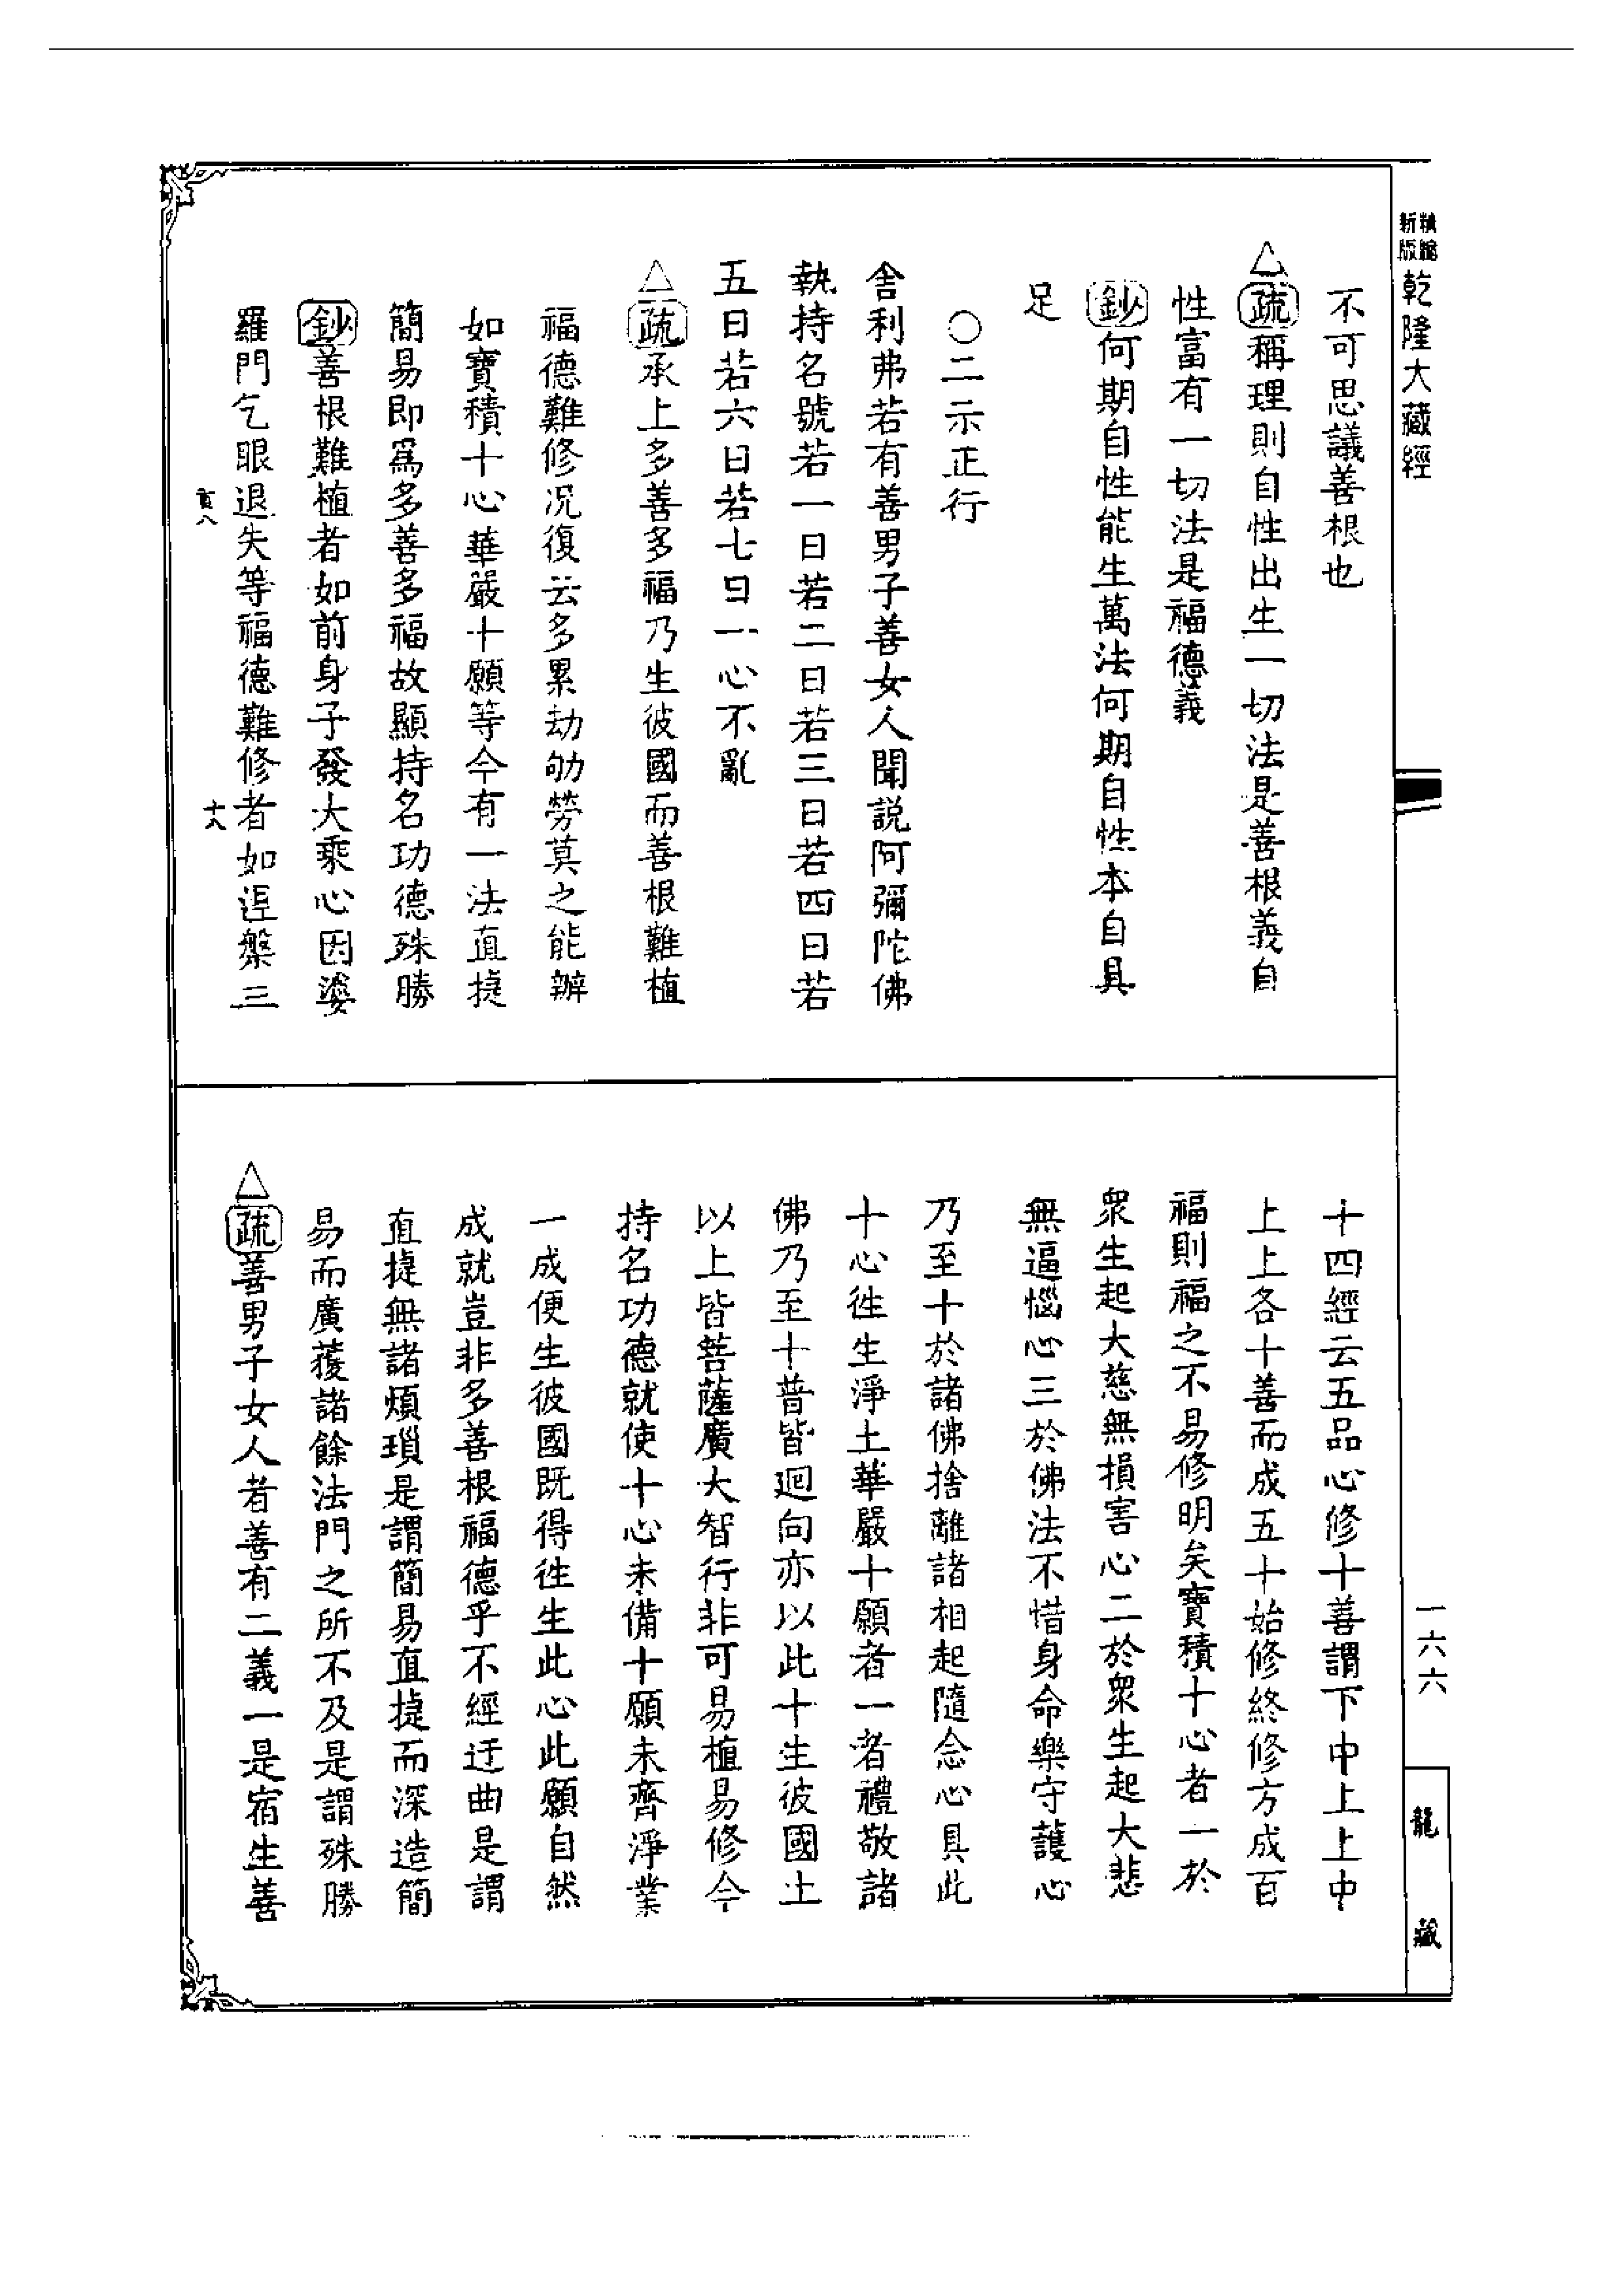 精縮
新版
乾隆大藏經
不可思議善根也
△疏稱理則自性出生一切法是善根義自
性富有一切法是福德義
鈔何期自性能生萬法何期自性本自具
足
○二示正行
舍利弗若有善男子善女人聞說阿彌陀佛
執持名號若一日若二日若三日若四日若
五日若六日若七日一心不亂
△疏承上多善多福乃生彼國而善根難植
福德難修况復云多累劫劬勞莫之能辦
如寶積十心華嚴十願等今有一法直捷
簡易即爲多善多福故顯持名功德殊勝
鈔善根難植者如前身子發大乘心因婆
羅門乞眼退失等福德難修者如涅槃三
十八
十四經云五品心修十善謂下中上上中
上上各十善而成五十始修終修方成百
福則福之不易修明矣寶積十心者一於
衆生起大慈無損害心二於衆生起大悲
無逼惱心三於佛法不惜身命樂守護心
乃至十於諸佛捨離諸相起隨念心具此
十心徃生淨土華嚴十願者一者禮敬諸
佛乃至十普皆迴向亦以此十生彼國土
以上皆菩薩廣大智行非可易植易修今
持名功德就使十心未備十願未齊淨業
一成便生彼國既得徃生此心此願自然
成就豈非多善根福德乎不經迂曲是謂
直捷無諸煩瑣是謂簡易直捷而深造簡
易而廣蒦諸餘法門之所不及是謂殊勝
△疏善男子女人者善有二義一是宿生善
一六六
龍藏